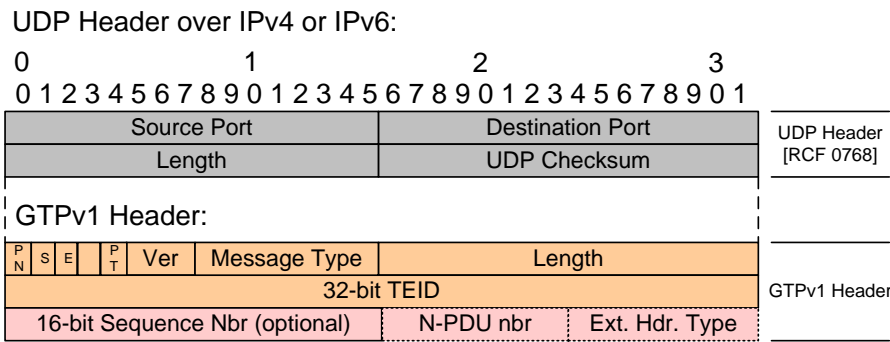 UDP Header over IPv4 or IPv6:
0 1 2 3
0 1 2 3 4 5 6 7 8 9 0 1 2 3 4 5 6 7 8 9 0 1 2 3 4 5 6 7 8 9 0 1
Source Port Destination Port
Length UDP Checksum
UDP Header
[RCF 0768]
GTPv1 Header:
PN S E PT Ver Message Type Length
32-bit TEID
16-bit Sequence Nbr (optional) N-PDU nbr Ext. Hdr. Type
GTPv1 Header